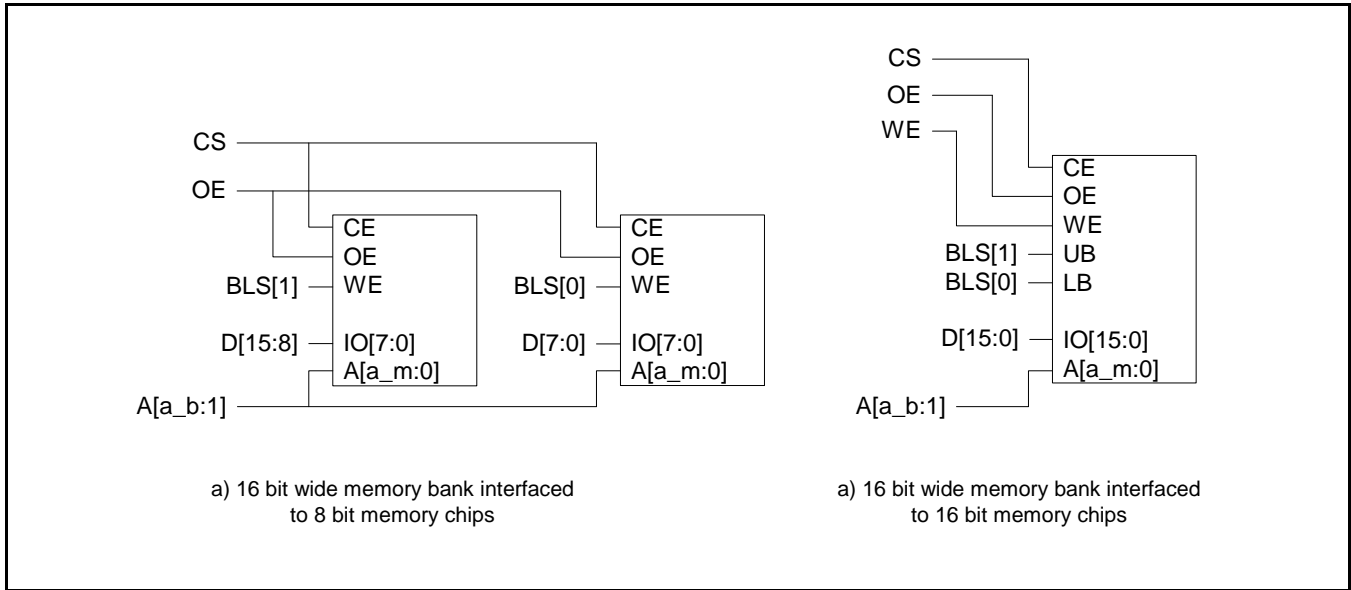 CS
OE
CE
OE
BLS[1] WE
D[15:8] IO[7:0]
A[a_m:0]
CE
OE
BLS[0] WE
D[7:0] IO[7:0]
A[a_m:0]
A[a_b:1]
a) 16 bit wide memory bank interfaced
to 8 bit memory chips
CS
OE
WE
CE
OE
WE
BLS[1] UB
BLS[0] LB
D[15:0] IO[15:0]
A[a_m:0]
A[a_b:1]
a) 16 bit wide memory bank interfaced
to 16 bit memory chips